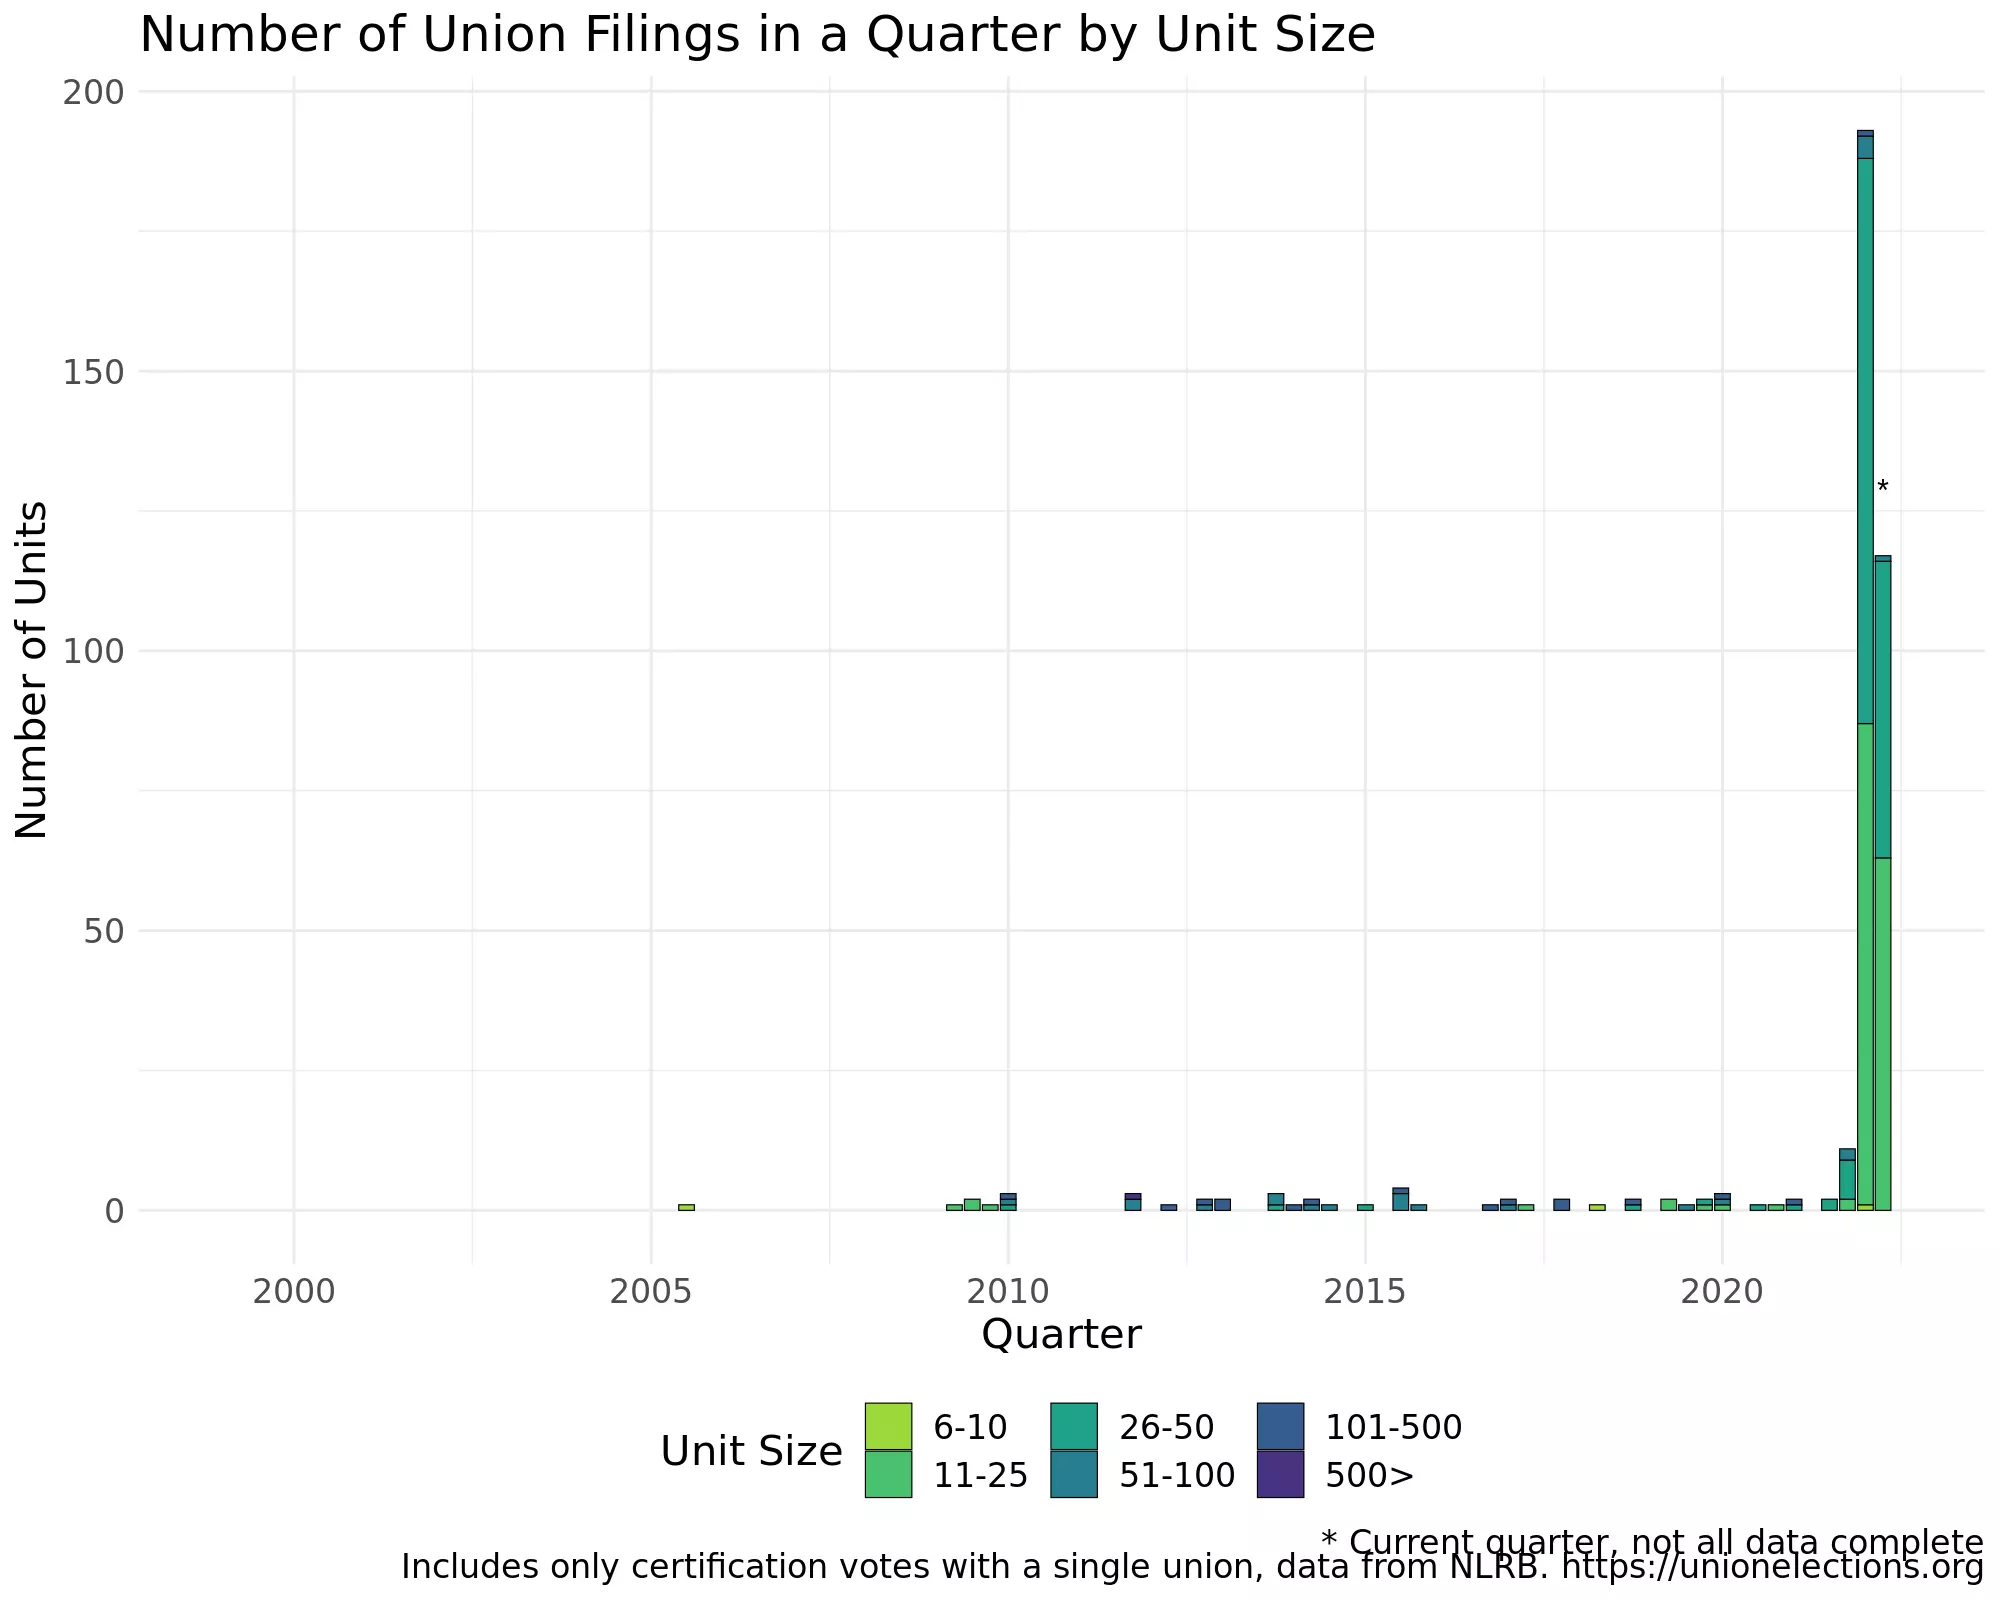 Number of Union Filings in a Quarter by Unit Size
Number of Units
200
150
100
50
0
*
2000 2005 2010 2015 2020
Quarter
Unit Size
6-10 26-50 101-500
11-25 51-100 500>
* Current quarter, not all data complete
Includes only certification votes with a single union, data from NLRB. https://unionelections.org